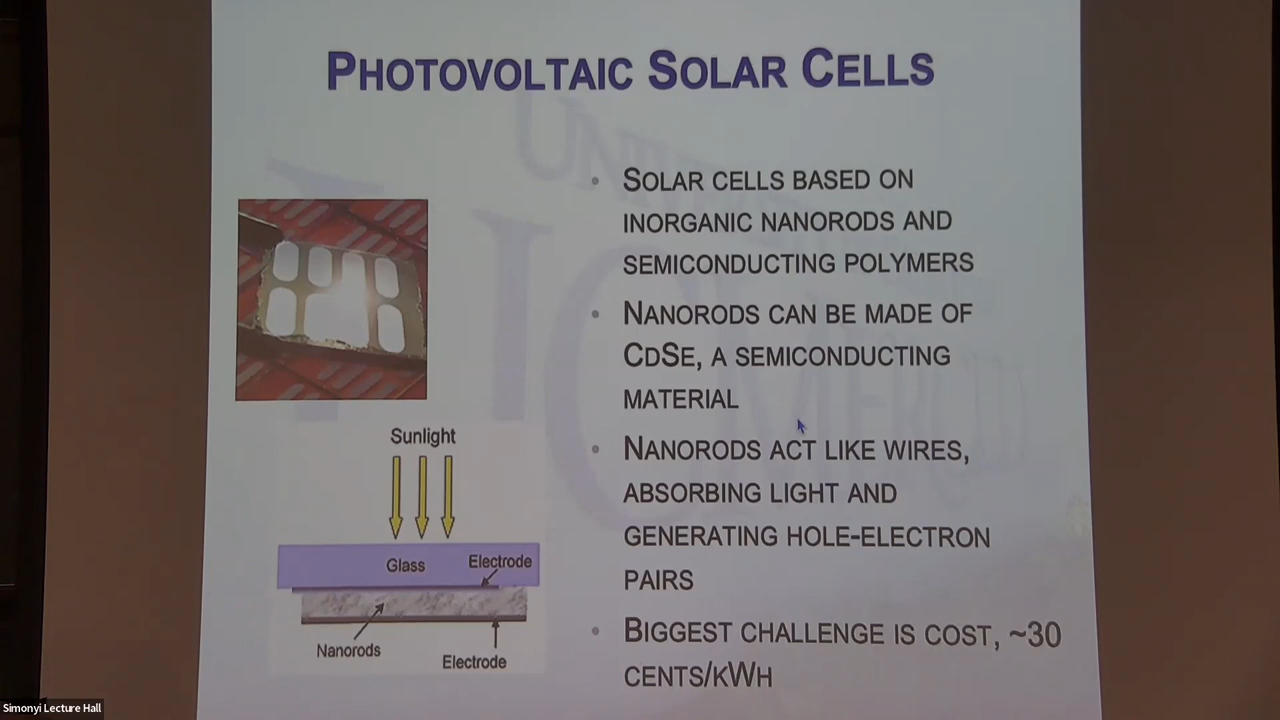 PHOTOVOLTAIC SOLAR CELLS
• SOLAR CELLS BASED ON
INORGANIC NANORODS AND
SEMICONDUCTING POLYMERS
• NANORODS CAN BE MADE OF
CDSE, A SEMICONDUCTING
MATERIAL
• NANORODS ACT LIKE WIRES,
ABSORBING LIGHT AND
GENERATING HOLE-ELECTRON
PAIRS
• BIGGEST CHALLENGE IS COST, ~30
CENTS/KWH
Sunlight
Glass
Electrode
Nanorods
Electrode
Simonyi Lecture Hall